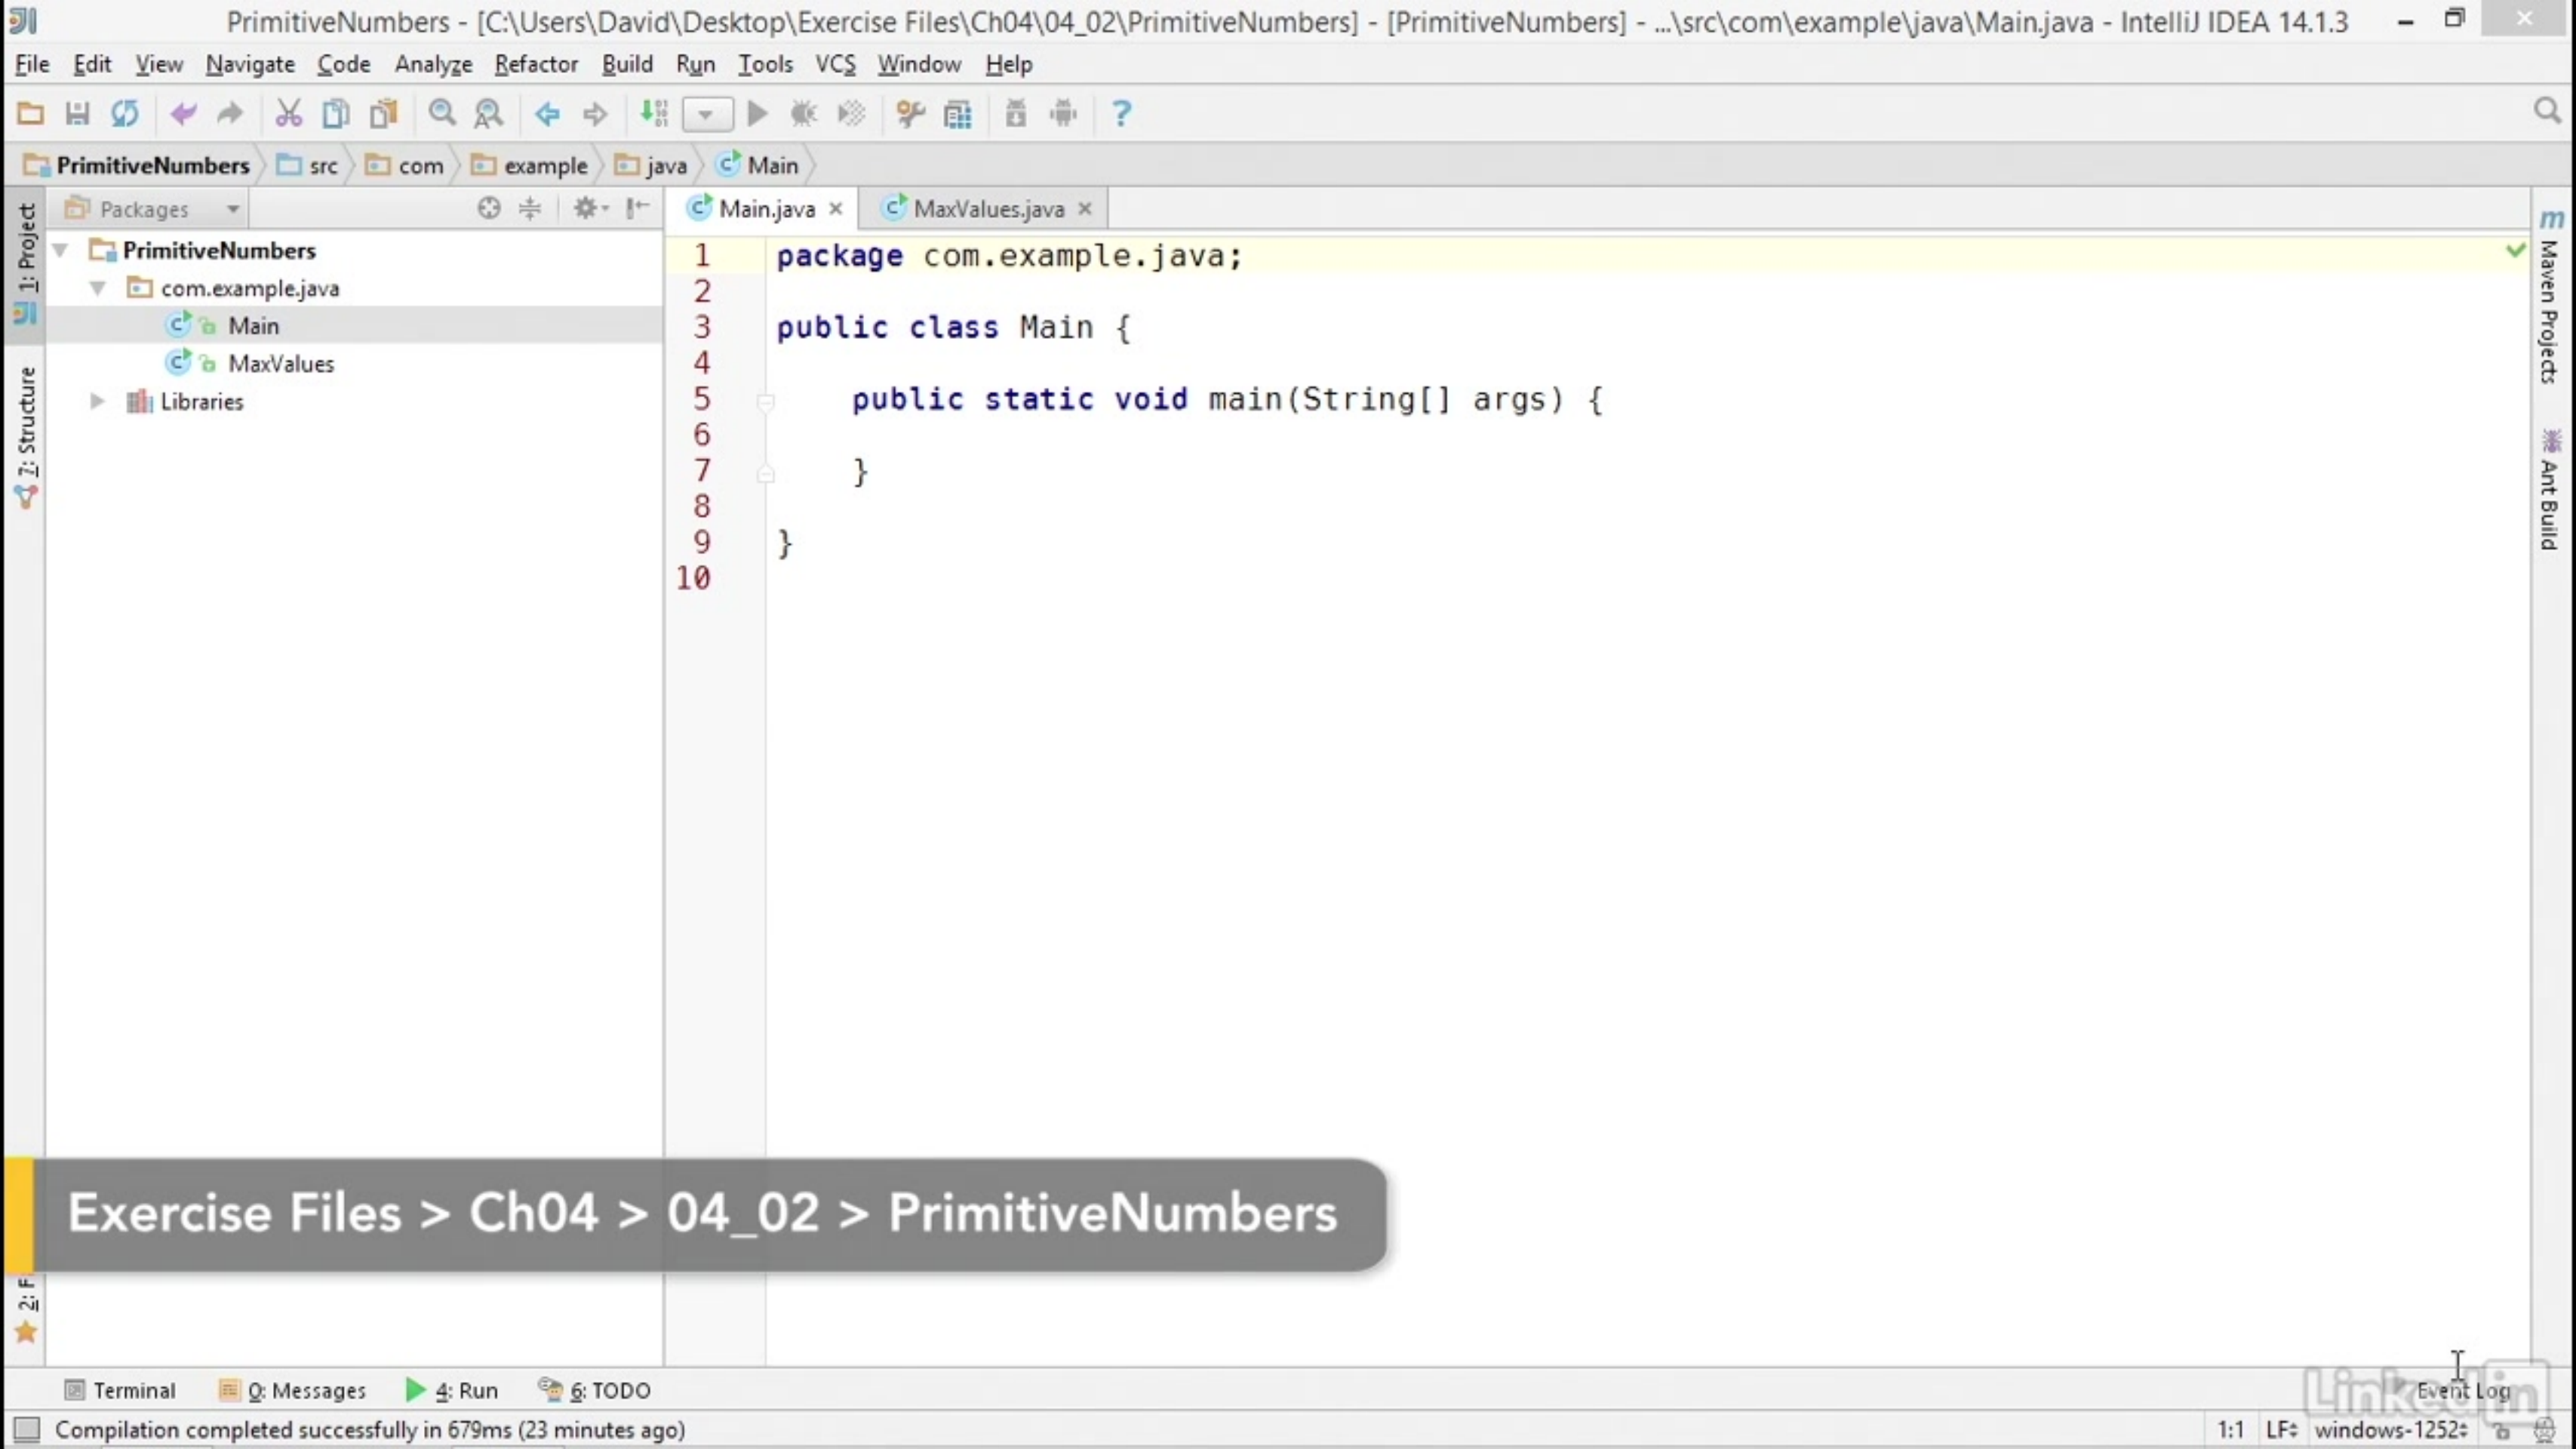 PrimitiveNumbers - [C:\Users\David\Desktop\Exercise Files\Ch04\04_02\PrimitiveNumbers] - [PrimitiveNumbers] - ...\src\com\example\java\Main.java - IntelliJ IDEA 14.1.3
File Edit View Navigate Code Analyze Refactor Build Run Tools VCS Window Help
PrimitiveNumbers src com example java Main
Packages
Main.java MaxValues.java
1: Project
7: Structure
PrimitiveNumbers
com.example.java
Main
MaxValues
Libraries
1 package com.example.java;
2
3 public class Main {
4
5 public static void main(String[] args) {
6
7 }
8
9 }
10
Maven Projects
Ant Build
Exercise Files > Ch04 > 04_02 > PrimitiveNumbers
2:
Terminal 0: Messages 4: Run 6: TODO
Event Log
Linked in
Compilation completed successfully in 679ms (23 minutes ago)
1:1 LF windows-1252